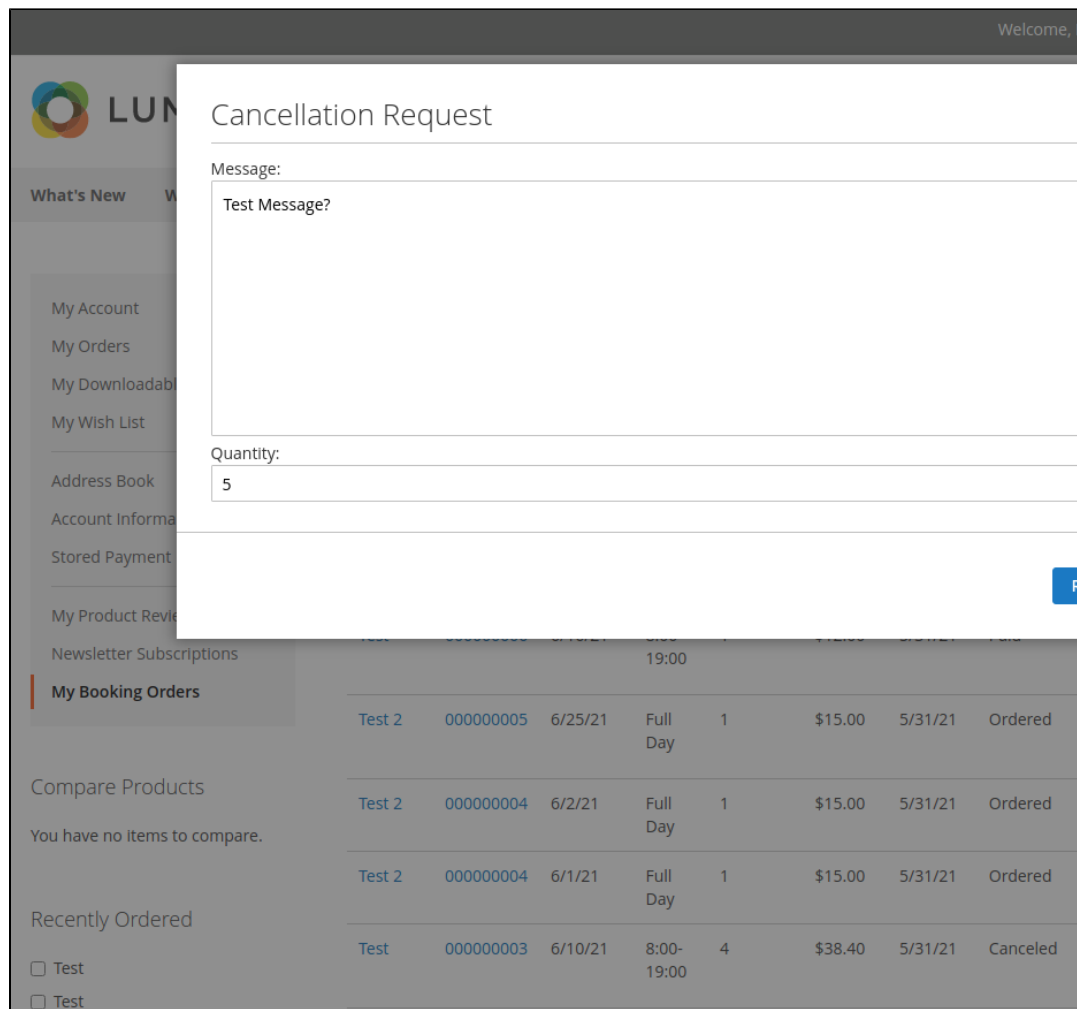 Welcome,
LUM
Cancellation Request
Message:
Test Message?
What's New
My Account
My Orders
My Downloadabl
My Wish List
Quantity:
5
Address Book
Account Informa
Stored Payment
My Product Revie
Newsletter Subscriptions
My Booking Orders
19:00
Test 2 000000005 6/25/21 Full Day 1 $15.00 5/31/21 Ordered
Compare Products
You have no items to compare.
Test 2 000000004 6/2/21 Full Day 1 $15.00 5/31/21 Ordered
Test 2 000000004 6/1/21 Full Day 1 $15.00 5/31/21 Ordered
Recently Ordered
Test
Test
Test 000000003 6/10/21 8:00-19:00 4 $38.40 5/31/21 Canceled